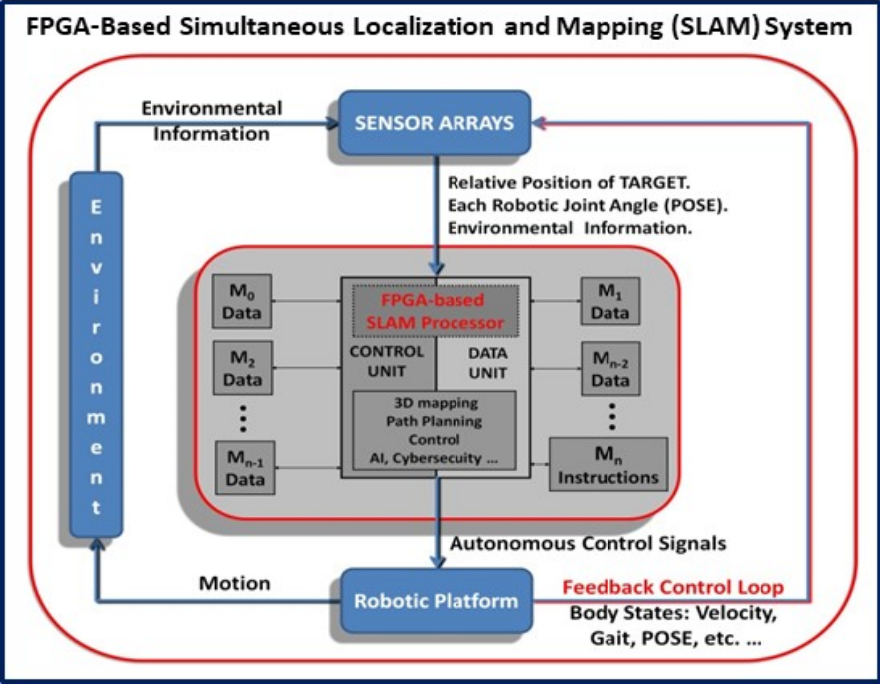 FPGA-Based Simultaneous Localization and Mapping (SLAM) System
Environmental
Information
SENSOR ARRAYS
Relative Position of TARGET.
Each Robotic Joint Angle (POSE).
Environmental Information.
Environment
M0
Data
FPGA-based
SLAM Processor
M1
Data
CONTROL
UNIT
DATA
UNIT
M2
Data
Mn-2
Data
3D mapping
Path Planning
Control
AI, Cybersecuity ...
Mn-1
Data
Mn
Instructions
Autonomous Control Signals
Motion
Robotic Platform
Feedback Control Loop
Body States: Velocity,
Gait, POSE, etc. ...